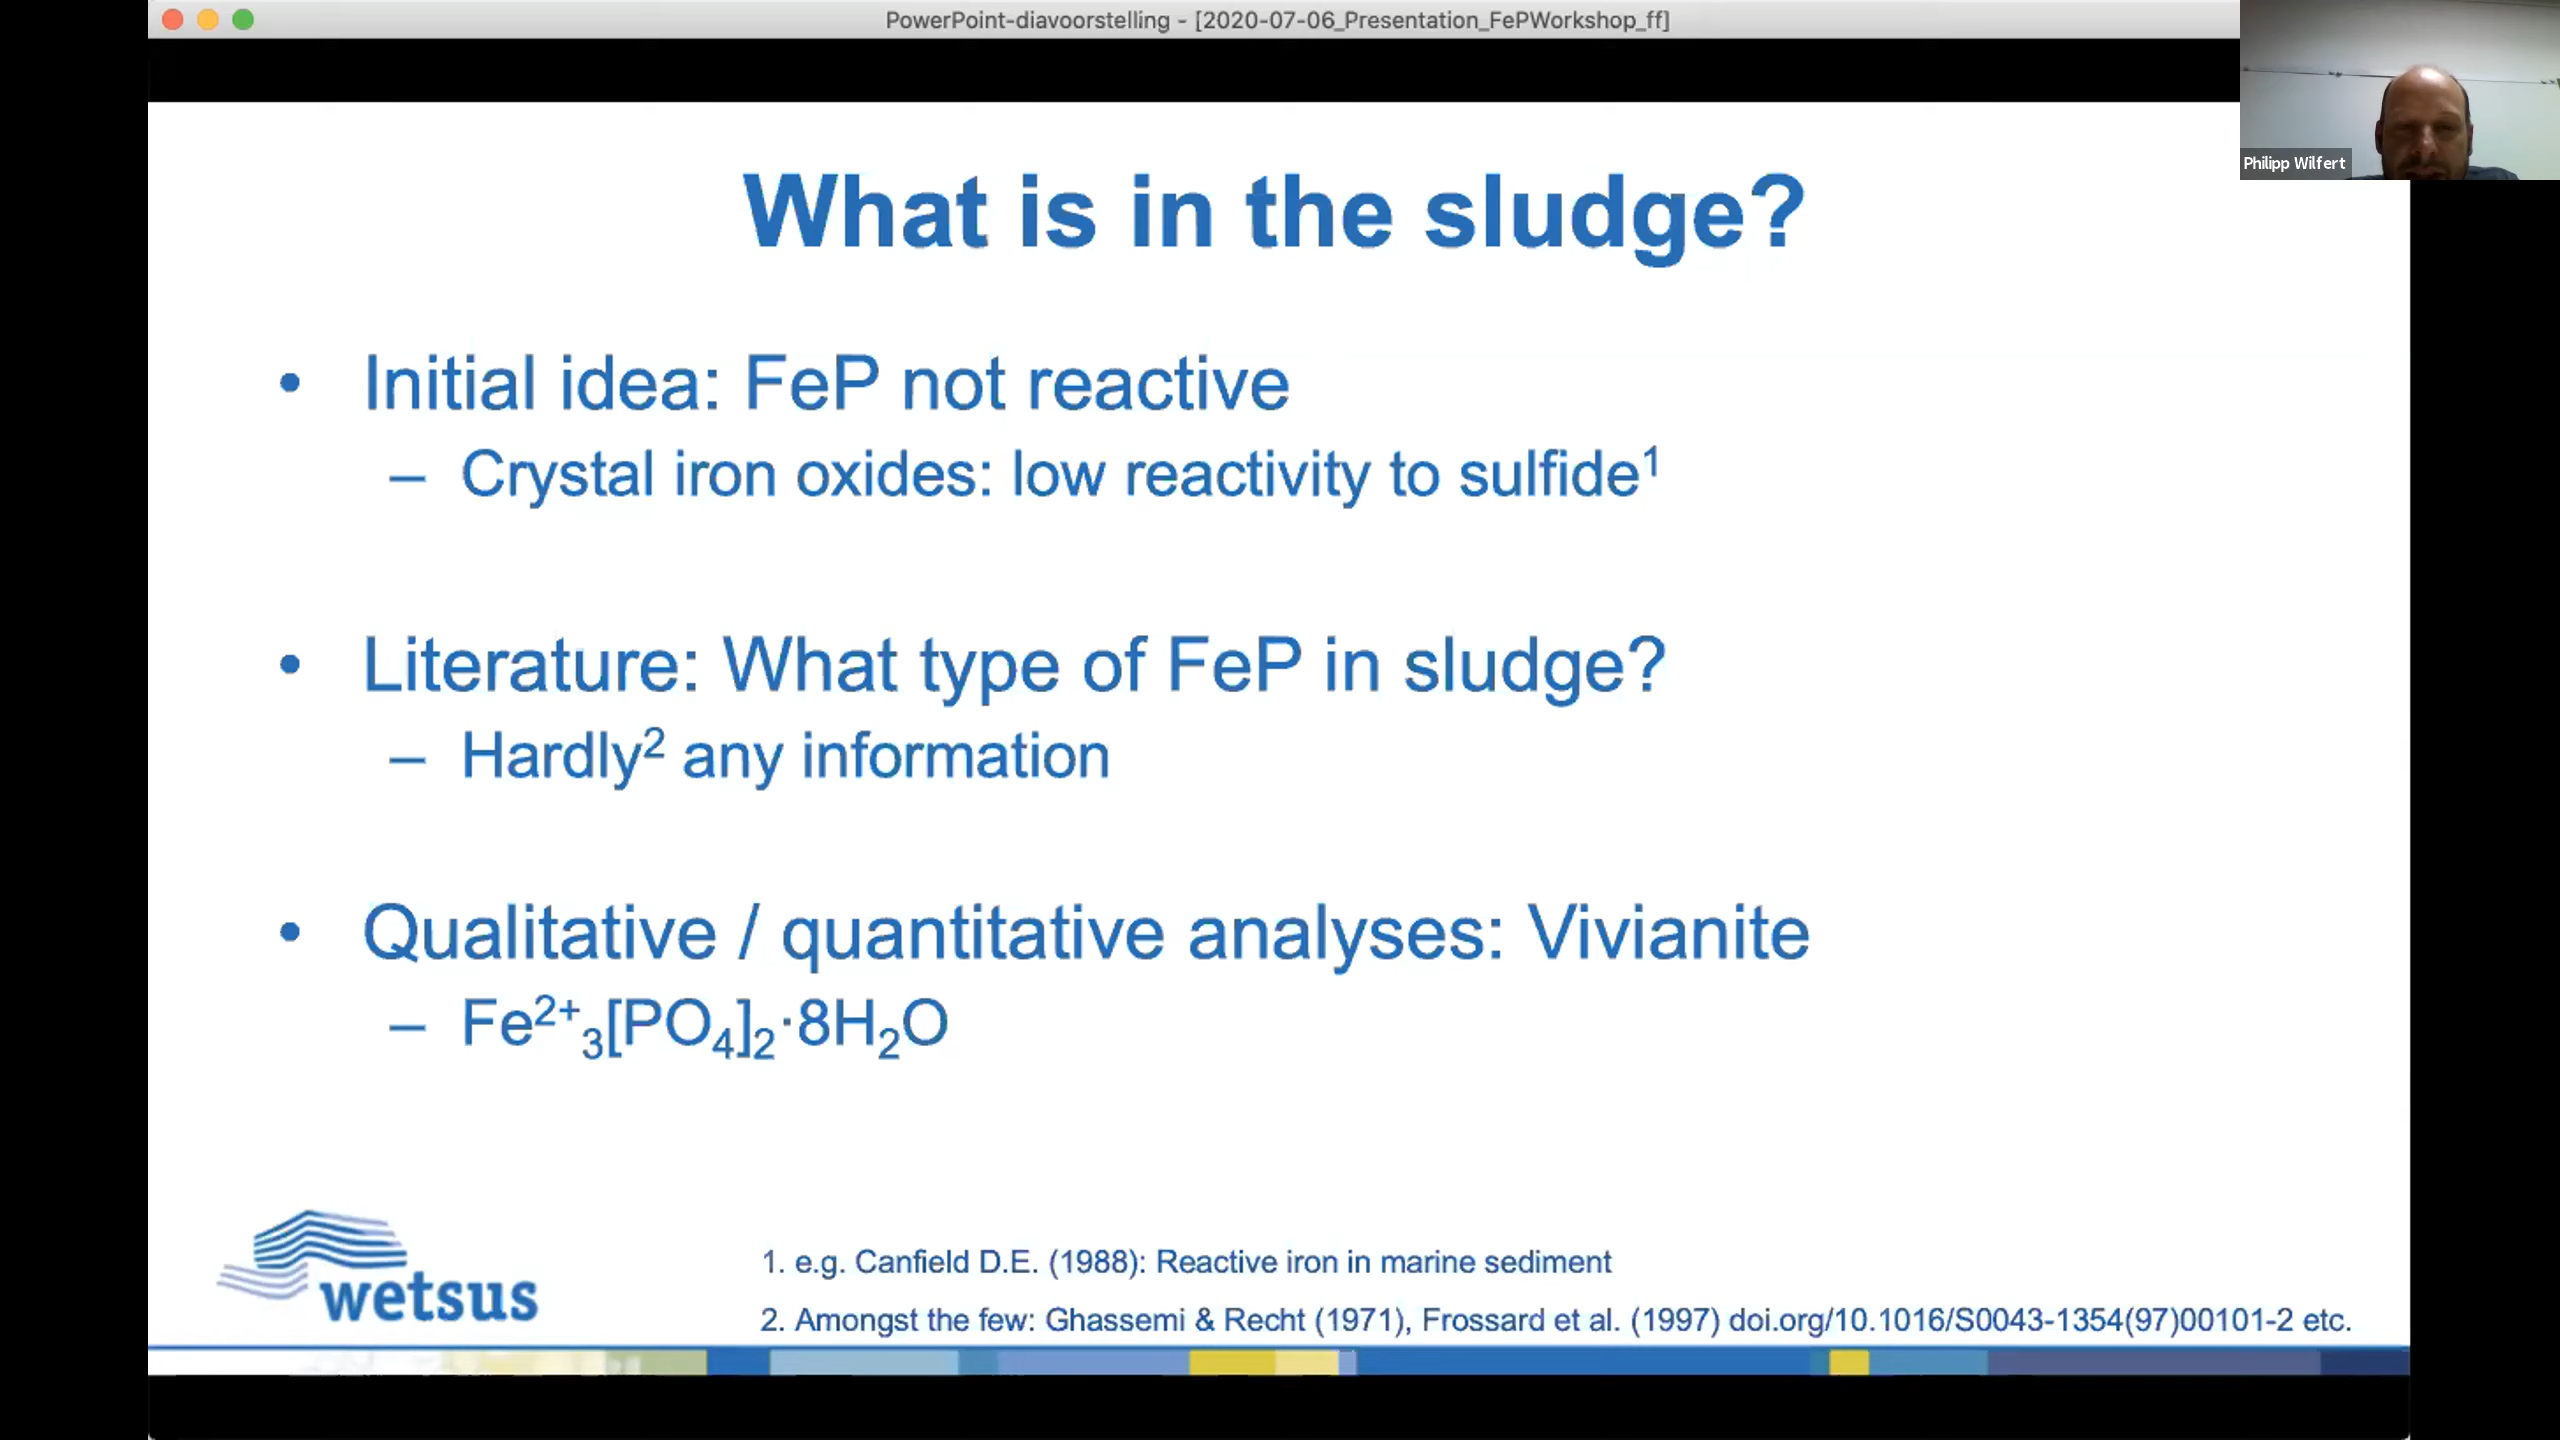 PowerPoint-diavoorstelling - [2020-07-06_Presentation_FePWorkshop_ff]
Philipp Wilfert
What is in the sludge?
• Initial idea: FeP not reactive
– Crystal iron oxides: low reactivity to sulfide¹
• Literature: What type of FeP in sludge?
– Hardly² any information
• Qualitative / quantitative analyses: Vivianite
– Fe²⁺₃[PO₄]₂·8H₂O
wetsus
1. e.g. Canfield D.E. (1988): Reactive iron in marine sediment
2. Amongst the few: Ghassemi & Recht (1971), Frossard et al. (1997) doi.org/10.1016/S0043-1354(97)00101-2 etc.